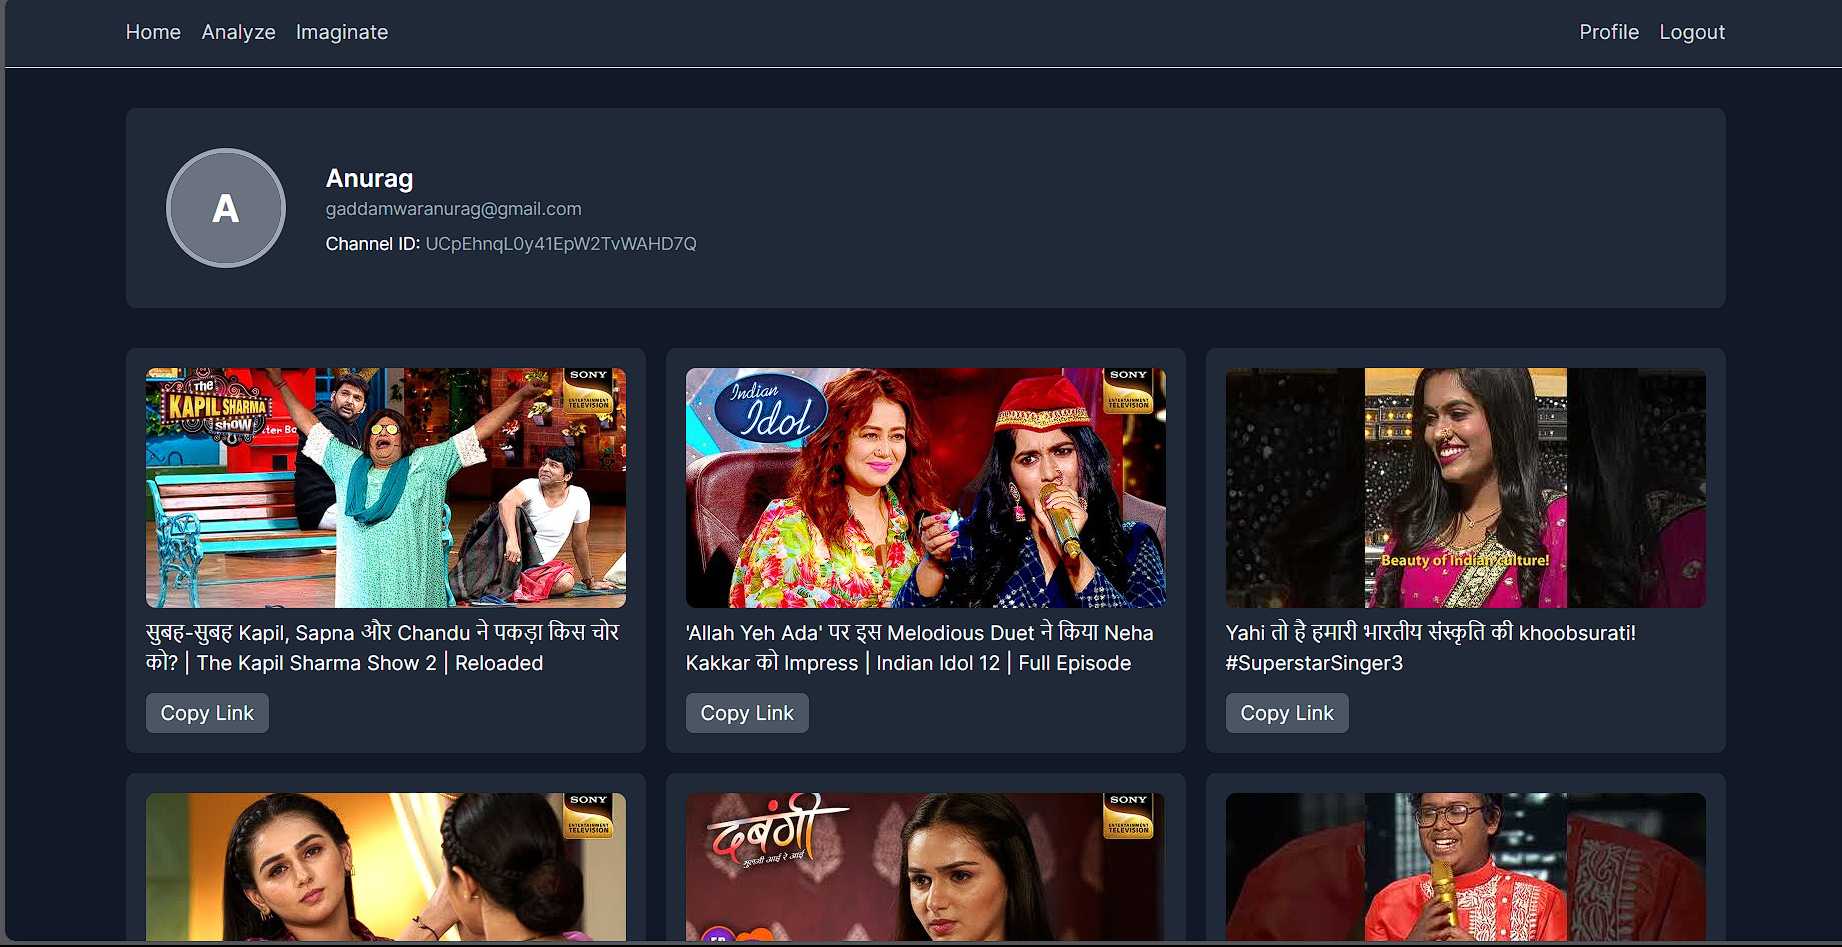 Home Analyze Imaginate Profile Logout
A
Anurag
gaddamwaranurag@gmail.com
Channel ID: UCpEhnqL0y41EpW2TvWAHD7Q
The
KAPIL SHARMA
SHOW
SONY
ENTERTAINMENT
TELEVISION
Indian
Idol
SONY
ENTERTAINMENT
TELEVISION
Beauty of indian culture!
सुबह-सुबह Kapil, Sapna और Chandu ने पकड़ा किस चोर
को? | The Kapil Sharma Show 2 | Reloaded
Copy Link
'Allah Yeh Ada' पर इस Melodious Duet ने किया Neha
Kakkar को Impress | Indian Idol 12 | Full Episode
Copy Link
Yahi तो है हमारी भारतीय संस्कृति की khoobsurati!
#SuperstarSinger3
Copy Link
SONY
ENTERTAINMENT
TELEVISION
दबंगी
मुलगी आई रे आई
SONY
ENTERTAINMENT
TELEVISION